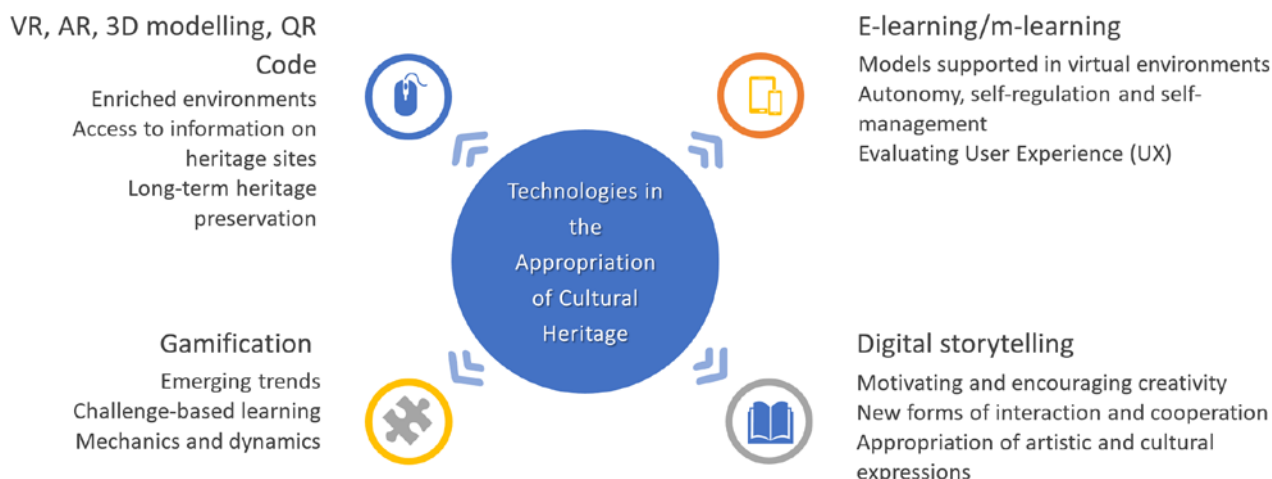 VR, AR, 3D modelling, QR
Code
Enriched environments
Access to information on
heritage sites
Long-term heritage
preservation
E-learning/m-learning
Models supported in virtual environments
Autonomy, self-regulation and self-
management
Evaluating User Experience (UX)
Technologies in
the
Appropriation
of Cultural
Heritage
Gamification
Emerging trends
Challenge-based learning
Mechanics and dynamics
Digital storytelling
Motivating and encouraging creativity
New forms of interaction and cooperation
Appropriation of artistic and cultural
expressions